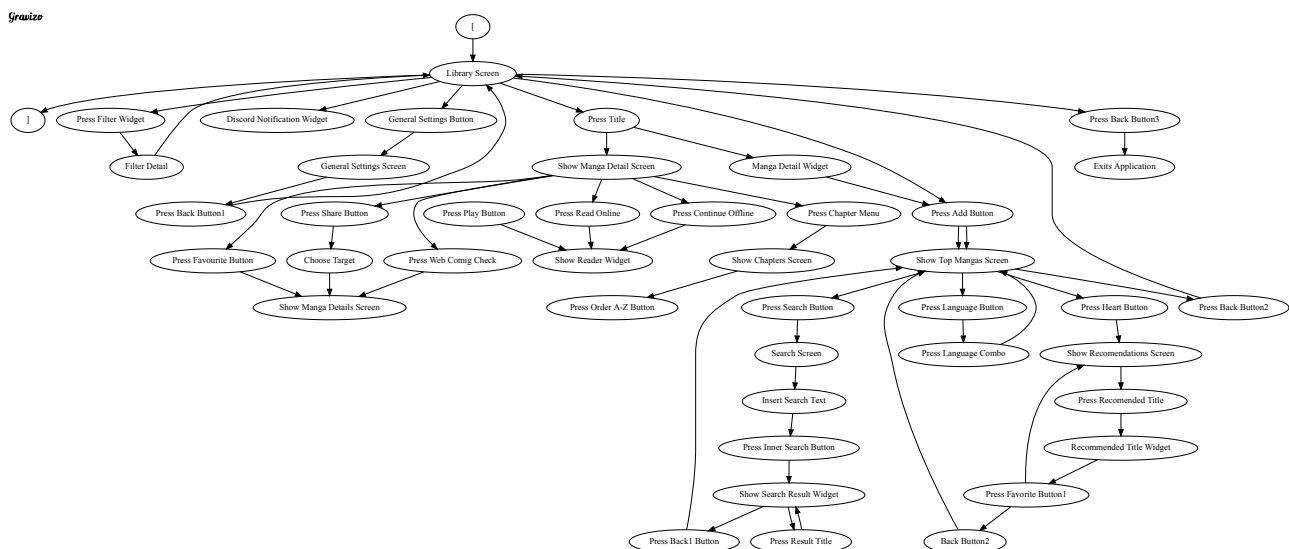 Gravizo
[
Library Screen
]
Press Filter Widget
Discord Notification Widget
General Settings Button
Press Title
Press Back Button3
Filter Detail
General Settings Screen
Show Manga Detail Screen
Manga Detail Widget
Exits Application
Press Back Button1
Press Share Button
Press Play Button
Press Read Online
Press Continue Offline
Press Chapter Menu
Press Add Button
Press Favourite Button
Choose Target
Press Web Comig Check
Show Reader Widget
Show Chapters Screen
Show Top Mangas Screen
Show Manga Details Screen
Press Order A-Z Button
Press Search Button
Press Language Button
Press Heart Button
Press Back Button2
Search Screen
Press Language Combo
Show Recomendations Screen
Insert Search Text
Press Recomended Title
Press Inner Search Button
Recommended Title Widget
Show Search Result Widget
Press Favorite Button1
Press Back1 Button
Press Result Title
Back Button2